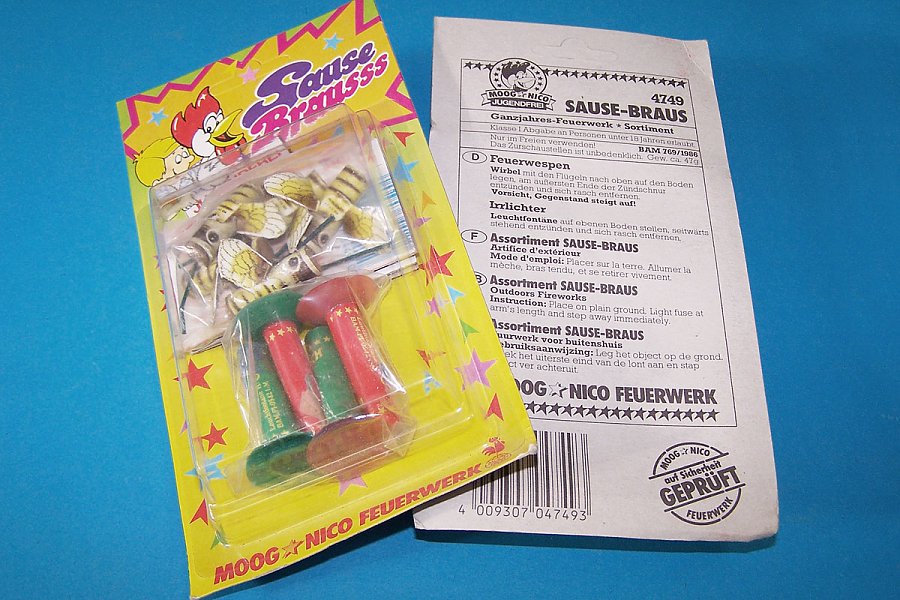 Sause
Brausss
MOOG☆NICO FEUERWERK
MOOG☆NICO
JUGENDFREI
4749
SAUSE-BRAUS
Ganzjahres-Feuerwerk ★ Sortiment
Klasse I Abgabe an Personen unter 18 Jahren erlaubt.
Nur im Freien verwenden! BAM 769/1986
Das Zurschaustellen ist unbedenklich. Gew. ca. 47g
D Feuerwespen
Wirbel mit den Flügeln nach oben auf den Boden
legen, am äußersten Ende der Zündschnur
entzünden und sich rasch entfernen.
Vorsicht, Gegenstand steigt auf!
Irrlichter
Leuchtfontäne auf ebenen Boden stellen, seitwärts
stehend entzünden und sich rasch entfernen.
F Assortiment SAUSE-BRAUS
Artifice d'extérieur
Mode d'emploi: Placer sur la terre. Allumer la
mèche, bras tendu, et se retirer vivement.
Assortiment SAUSE-BRAUS
Outdoors Fireworks
Instruction: Place on plain ground. Light fuse at
arm's length and step away immediately.
ssortiment SAUSE-BRAUS
uurwerk voor buitenshuis
ebruiksaanwijzing: Leg het object op de grond.
ek het uiterste eind van de lont aan en stap
ct ver achteruit.
OOG☆NICO FEUERWERK
4 009307 047493
MOOG☆NICO
auf Sicherheit
GEPRÜFT
FEUERWERK